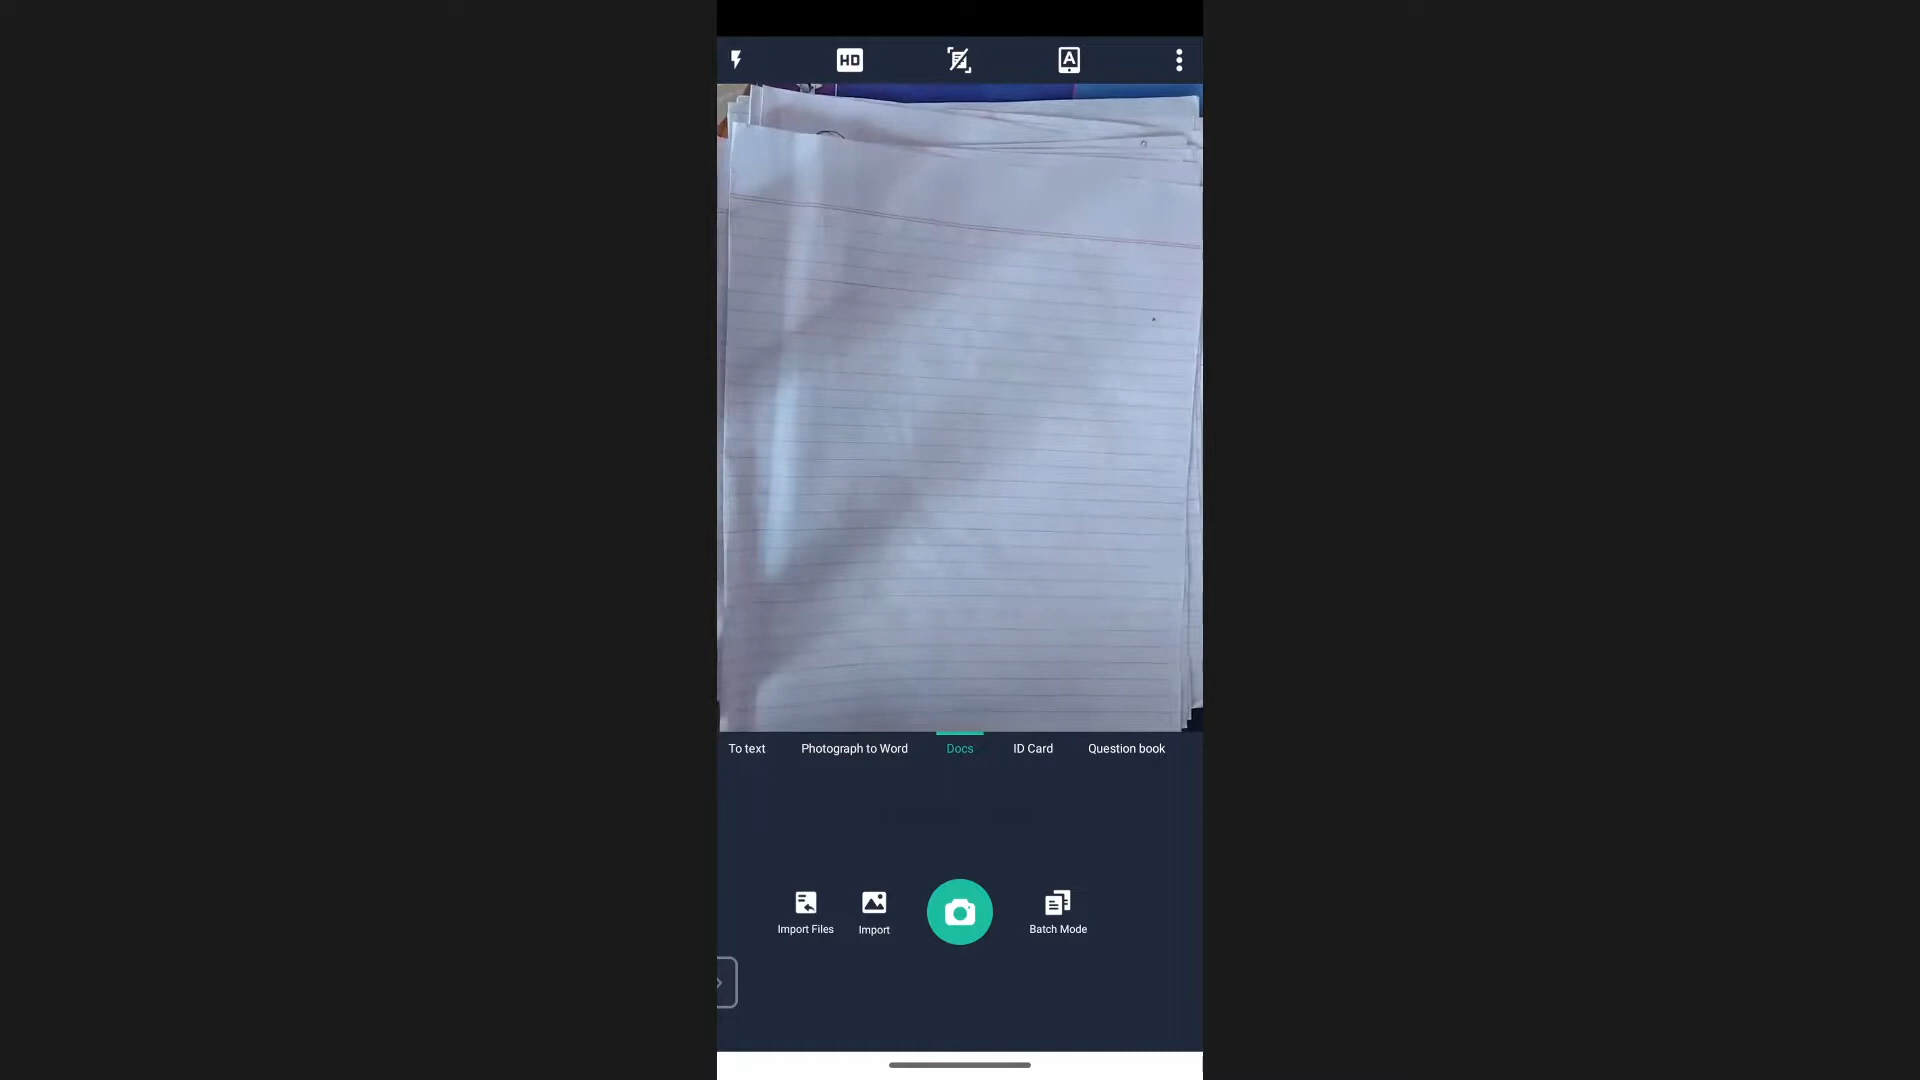 HD
A
To text Photograph to Word Docs ID Card Question book
Import Files Import Batch Mode